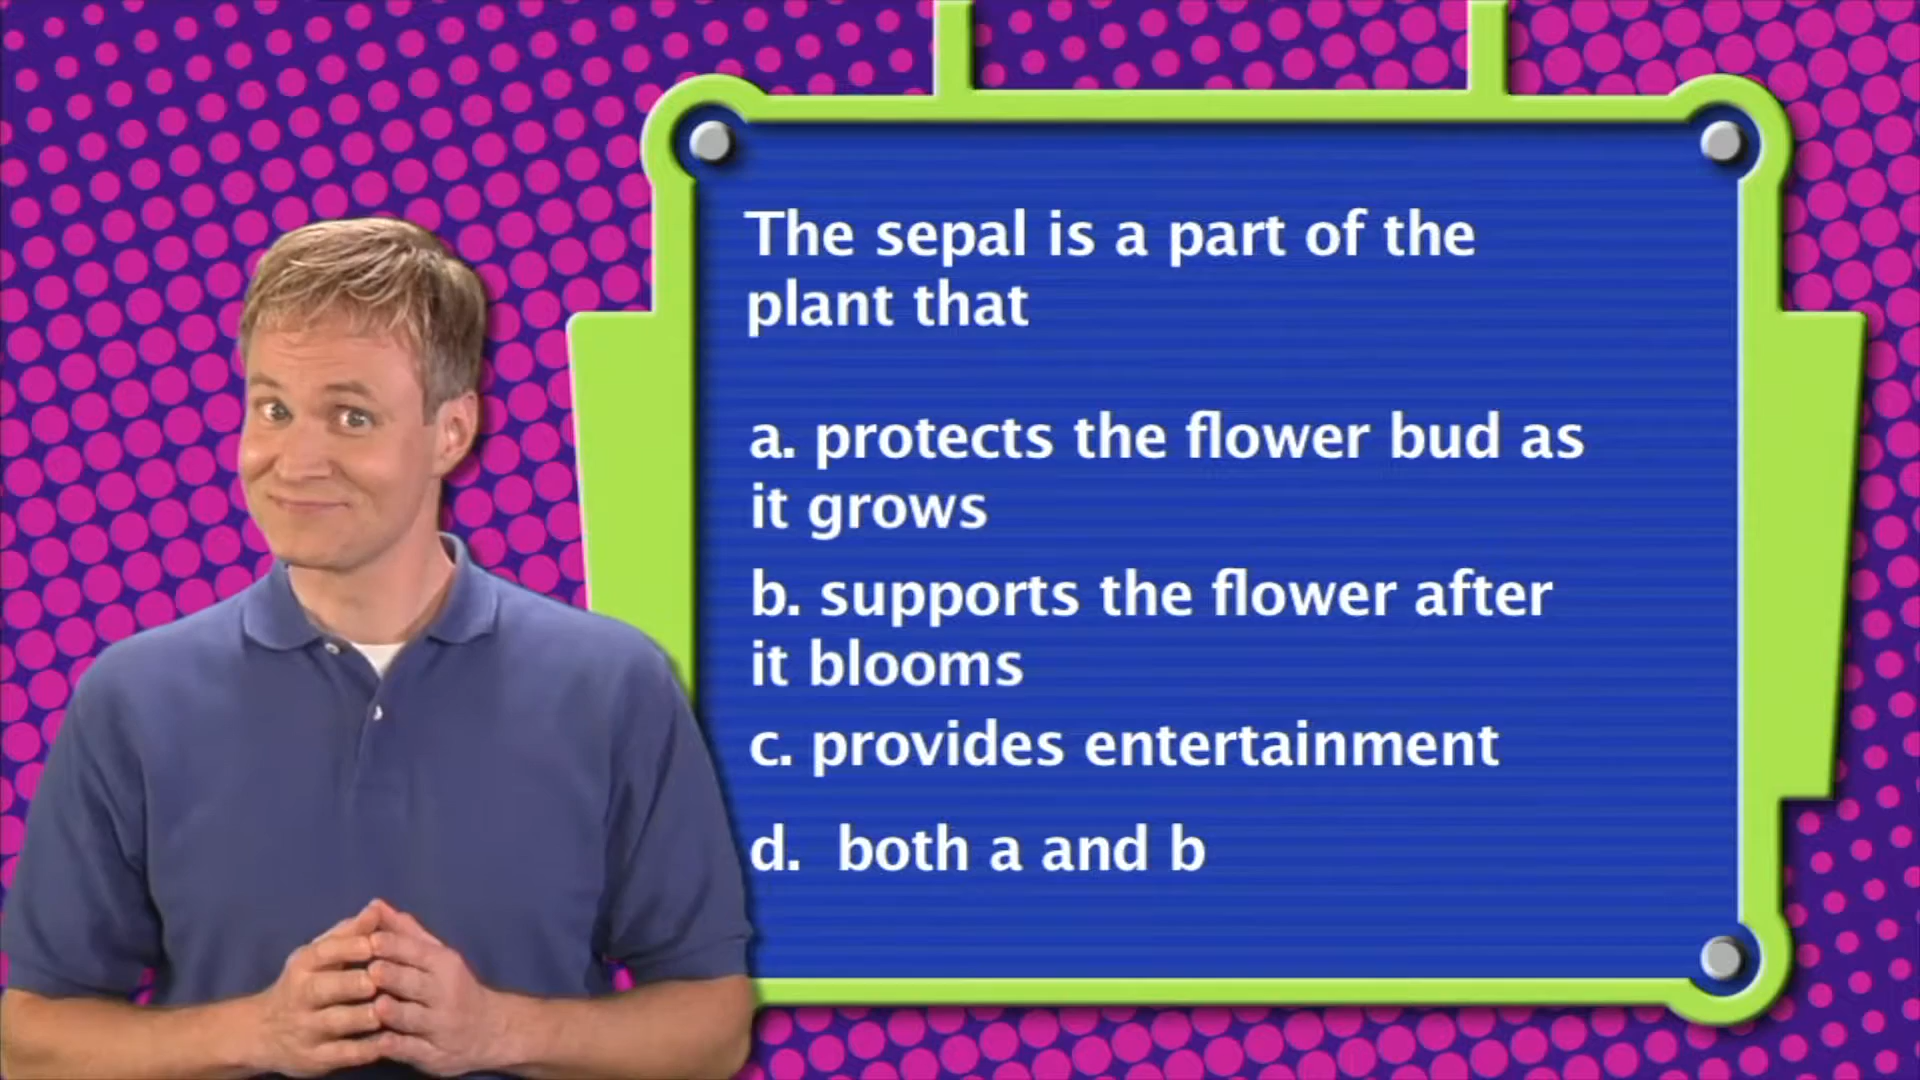 The sepal is a part of the
plant that
a. protects the flower bud as
it grows
b. supports the flower after
it blooms
c. provides entertainment
d. both a and b